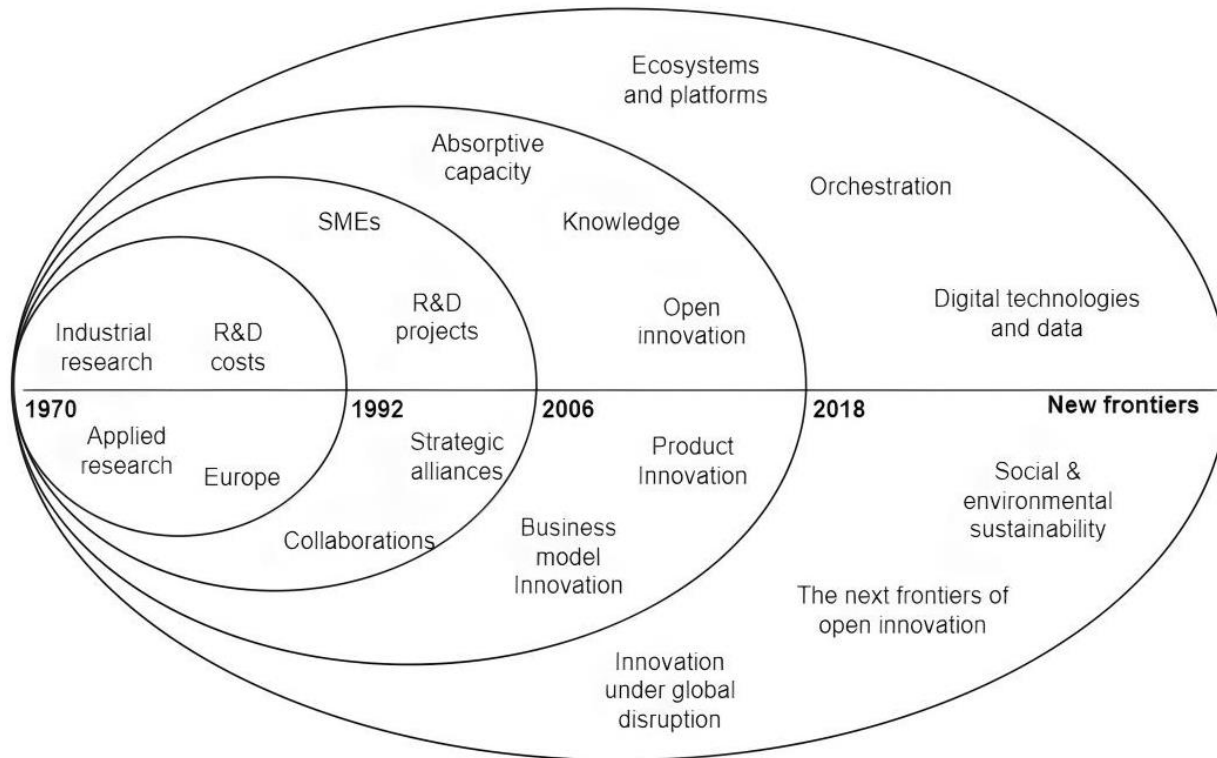 Ecosystems
and platforms
Absorptive
capacity
Orchestration
SMEs
Knowledge
R&D
projects
Open
innovation
Digital technologies
and data
Industrial
research
R&D
costs
1970
1992
2006
2018
New frontiers
Applied
research
Europe
Strategic
alliances
Product
Innovation
Social &
environmental
sustainability
Collaborations
Business
model
Innovation
The next frontiers of
open innovation
Innovation
under global
disruption